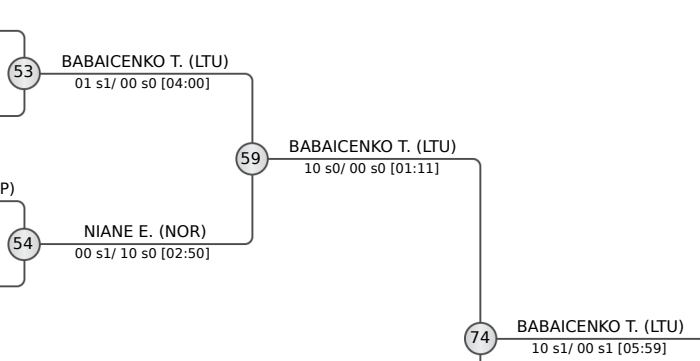 BABAICENKO T. (LTU)
53
01 s1/ 00 s0 [04:00]
BABAICENKO T. (LTU)
59
10 s0/ 00 s0 [01:11]
P)
NIANE E. (NOR)
54
00 s1/ 10 s0 [02:50]
BABAICENKO T. (LTU)
74
10 s1/ 00 s1 [05:59]